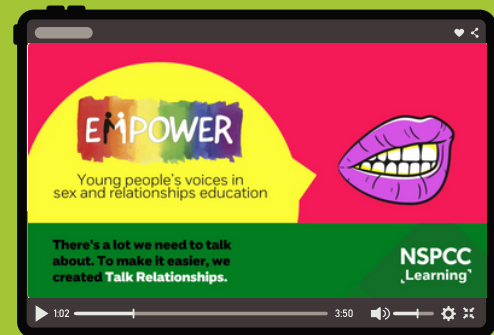 EMPOWER
Young people's voices in
sex and relationships education
There's a lot we need to talk
about. To make it easier, we
created Talk Relationships.
NSPCC
Learning
1:02
3:50